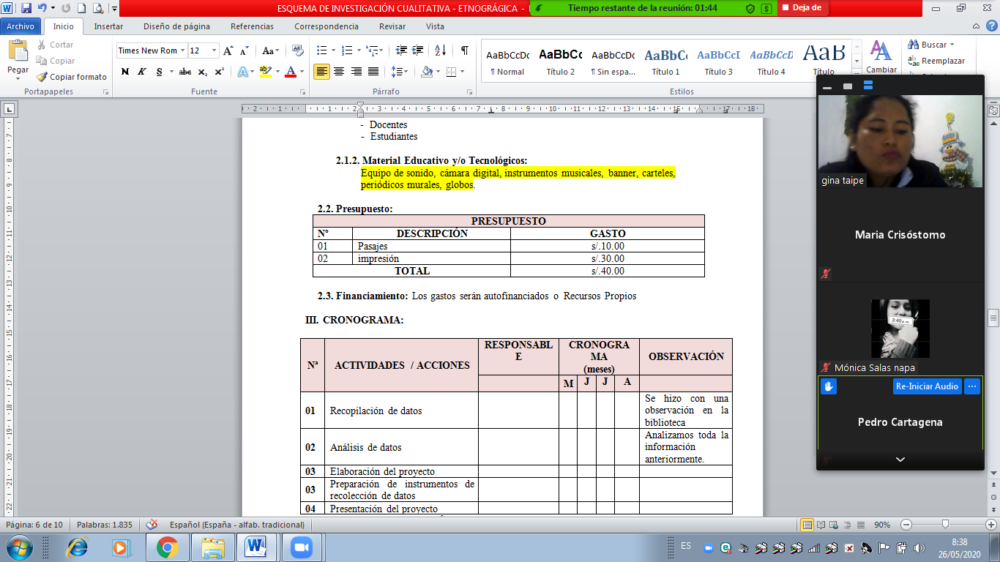 ESQUEMA DE INVESTIGACIÓN CUALITATIVA - ETNOGRÁGICA -
Tiempo restante de la reunión: 01:44
Deja de
Archivo Inicio Insertar Diseño de página Referencias Correspondencia Revisar Vista
Pegar
Cortar
Copiar
Copiar formato
Portapapeles
Times New Rom 12
Fuente
Párrafo
AaBbCcDc AaBbCc AaBbCcDc AaBbC AaBbCcDc AaBbCcDc AaB
¶ Normal Título 2 ¶ Sin espa... Título 1 Título 3 Título 4 Título
Estilos
Cambiar
Buscar
Reemplazar
- Docentes
- Estudiantes
2.1.2. Material Educativo y/o Tecnológicos:
Equipo de sonido, cámara digital, instrumentos musicales, banner, carteles,
periódicos murales, globos.
2.2. Presupuesto:
PRESUPUESTO
Nº DESCRIPCIÓN GASTO
01 Pasajes s/.10.00
02 impresión s/.30.00
TOTAL s/.40.00
2.3. Financiamiento: Los gastos serán autofinanciados o Recursos Propios
III. CRONOGRAMA:
Nª ACTIVIDADES / ACCIONES RESPONSABL
E CRONOGRA
MA
(meses) OBSERVACIÓN
M J J A
01 Recopilación de datos Se hizo con una
observación en la
biblioteca
02 Análisis de datos Analizamos toda la
información
anteriormente.
03 Elaboración del proyecto
03 Preparación de instrumentos de
recolección de datos
04 Presentación del proyecto
gina taipe
Maria Crisóstomo
3:40 p. m.
Mónica Salas napa
Re-Iniciar Audio
Pedro Cartagena
Página: 6 de 10 Palabras: 1.835 Español (España - alfab. tradicional) 90%
ES
8:38
26/05/2020